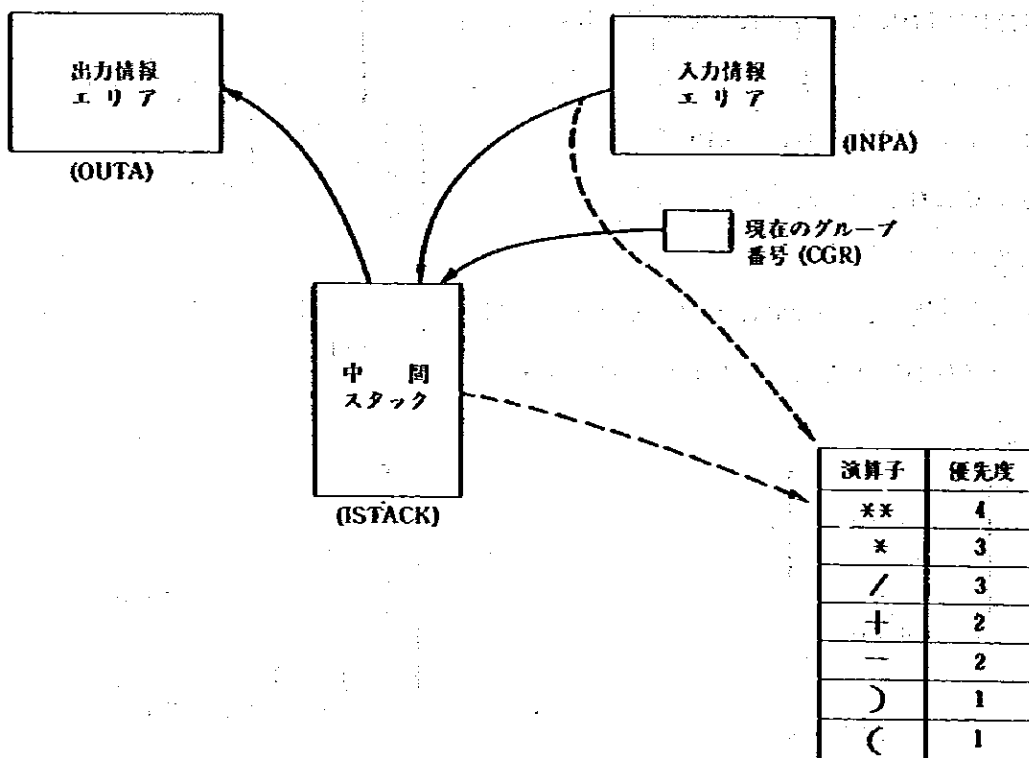 出力情報
エリア
(OUTA)
入力情報
エリア
(INPA)
現在のグループ
番号 (CGR)
中間
スタック
(ISTACK)
演算子 優先度
** 4
* 3
/ 3
+ 2
- 2
) 1
( 1